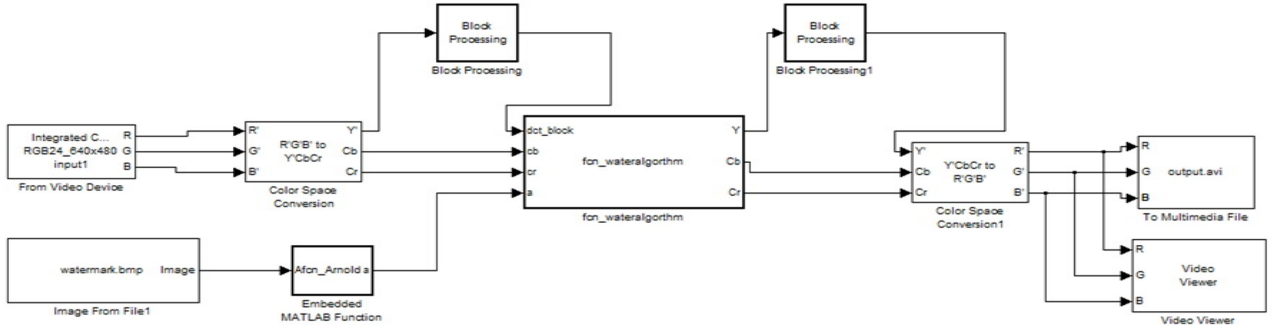 Block
Processing
Block Processing
Block
Processing
Block Processing1
Integrated C...
RGB24_640x480
input1
R
G
B
From Video Device
R'
G'
B'
R'G'B' to
Y'CbCr
Y'
Cb
Cr
Color Space
Conversion
dct_block
cb
cr
a
fcn_wateralgorthm
Y
Cb
Cr
fcn_wateralgorthm
Y'
Cb
Cr
Y'CbCr to
R'G'B'
R'
G'
B'
Color Space
Conversion1
R
G
B
output.avi
To Multimedia File
watermark.bmp
Image
Image From File1
Afcn_Arnold a
Embedded
MATLAB Function
R
G
B
Video
Viewer
Video Viewer